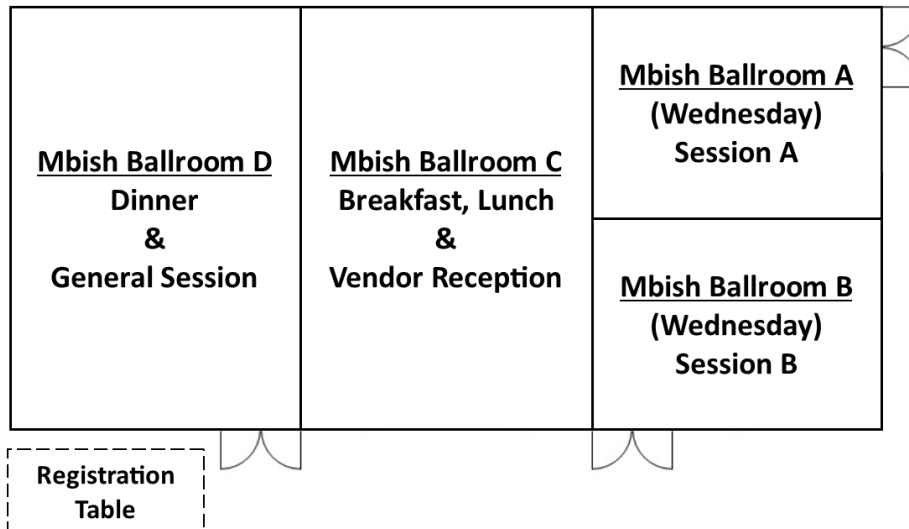 Mbish Ballroom D
Dinner
&
General Session
Mbish Ballroom C
Breakfast, Lunch
&
Vendor Reception
Mbish Ballroom A
(Wednesday)
Session A
Mbish Ballroom B
(Wednesday)
Session B
Registration
Table